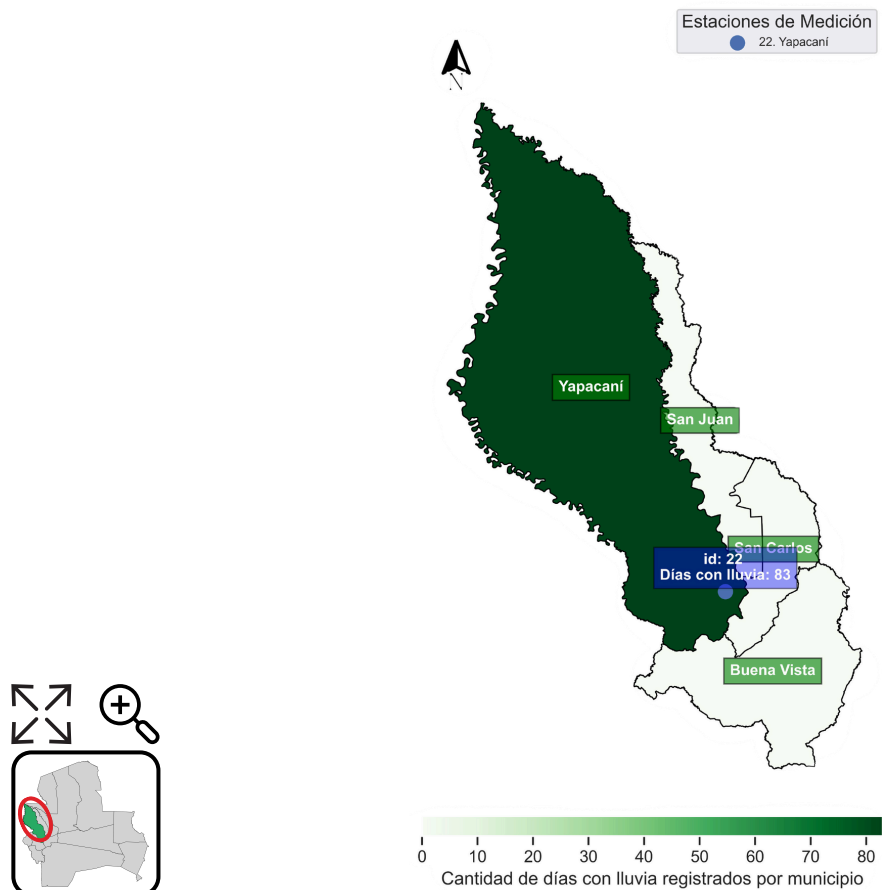 Estaciones de Medición
22. Yapacaní
Yapacaní
San Juan
San Carlos
id: 22
Días con lluvia: 83
Buena Vista
0 10 20 30 40 50 60 70 80
Cantidad de días con lluvia registrados por municipio